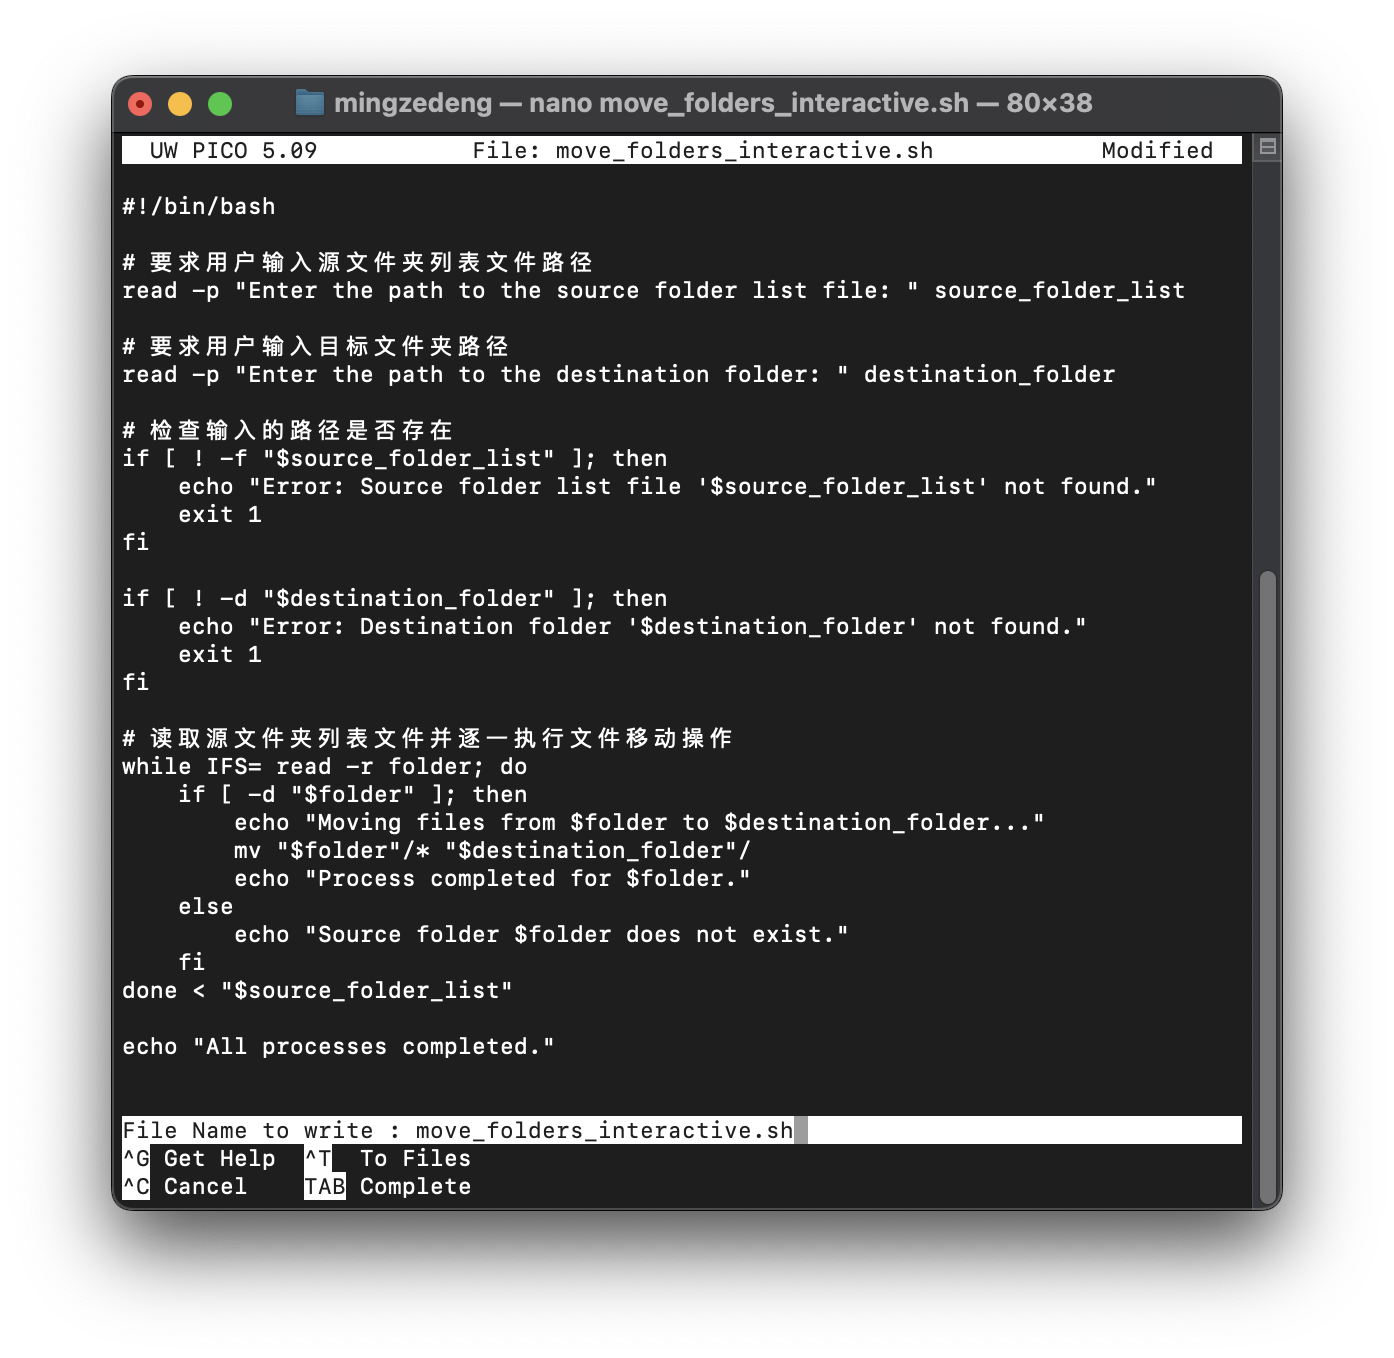 mingzedeng — nano move_folders_interactive.sh — 80×38
UW PICO 5.09 File: move_folders_interactive.sh Modified
#!/bin/bash
# 要求用户输入源文件夹列表文件路径
read -p "Enter the path to the source folder list file: " source_folder_list
# 要求用户输入目标文件夹路径
read -p "Enter the path to the destination folder: " destination_folder
# 检查输入的路径是否存在
if [ ! -f "$source_folder_list" ]; then
    echo "Error: Source folder list file '$source_folder_list' not found."
    exit 1
fi
if [ ! -d "$destination_folder" ]; then
    echo "Error: Destination folder '$destination_folder' not found."
    exit 1
fi
# 读取源文件夹列表文件并逐一执行文件移动操作
while IFS= read -r folder; do
    if [ -d "$folder" ]; then
        echo "Moving files from $folder to $destination_folder..."
        mv "$folder"/* "$destination_folder"/
        echo "Process completed for $folder."
    else
        echo "Source folder $folder does not exist."
    fi
done < "$source_folder_list"
echo "All processes completed."
File Name to write : move_folders_interactive.sh
^G Get Help ^T To Files
^C Cancel TAB Complete